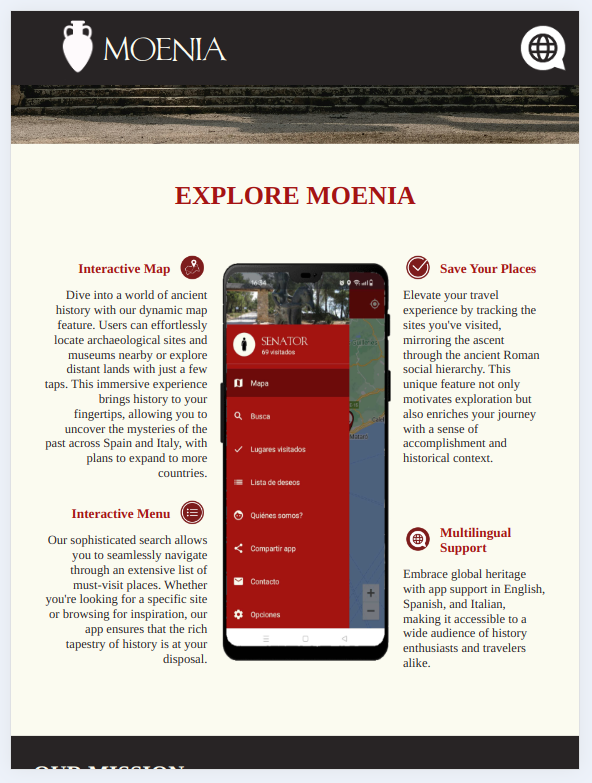 MOENIA
EXPLORE MOENIA
Interactive Map
Dive into a world of ancient
history with our dynamic map
feature. Users can effortlessly
locate archaeological sites and
museums nearby or explore
distant lands with just a few
taps. This immersive experience
brings history to your
fingertips, allowing you to
uncover the mysteries of the
past across Spain and Italy, with
plans to expand to more
countries.
Interactive Menu
Our sophisticated search allows
you to seamlessly navigate
through an extensive list of
must-visit places. Whether
you're looking for a specific site
or browsing for inspiration, our
app ensures that the rich
tapestry of history is at your
disposal.
16:34
SENATOR
69 visitados
Mapa
Busca
Lugares visitados
Lista de deseos
Quiénes somos?
Compartir app
Contacto
Opciones
+
−
Save Your Places
Elevate your travel
experience by tracking the
sites you've visited,
mirroring the ascent
through the ancient Roman
social hierarchy. This
unique feature not only
motivates exploration but
also enriches your journey
with a sense of
accomplishment and
historical context.
Multilingual
Support
Embrace global heritage
with app support in English,
Spanish, and Italian,
making it accessible to a
wide audience of history
enthusiasts and travelers
alike.
OUR MISSION